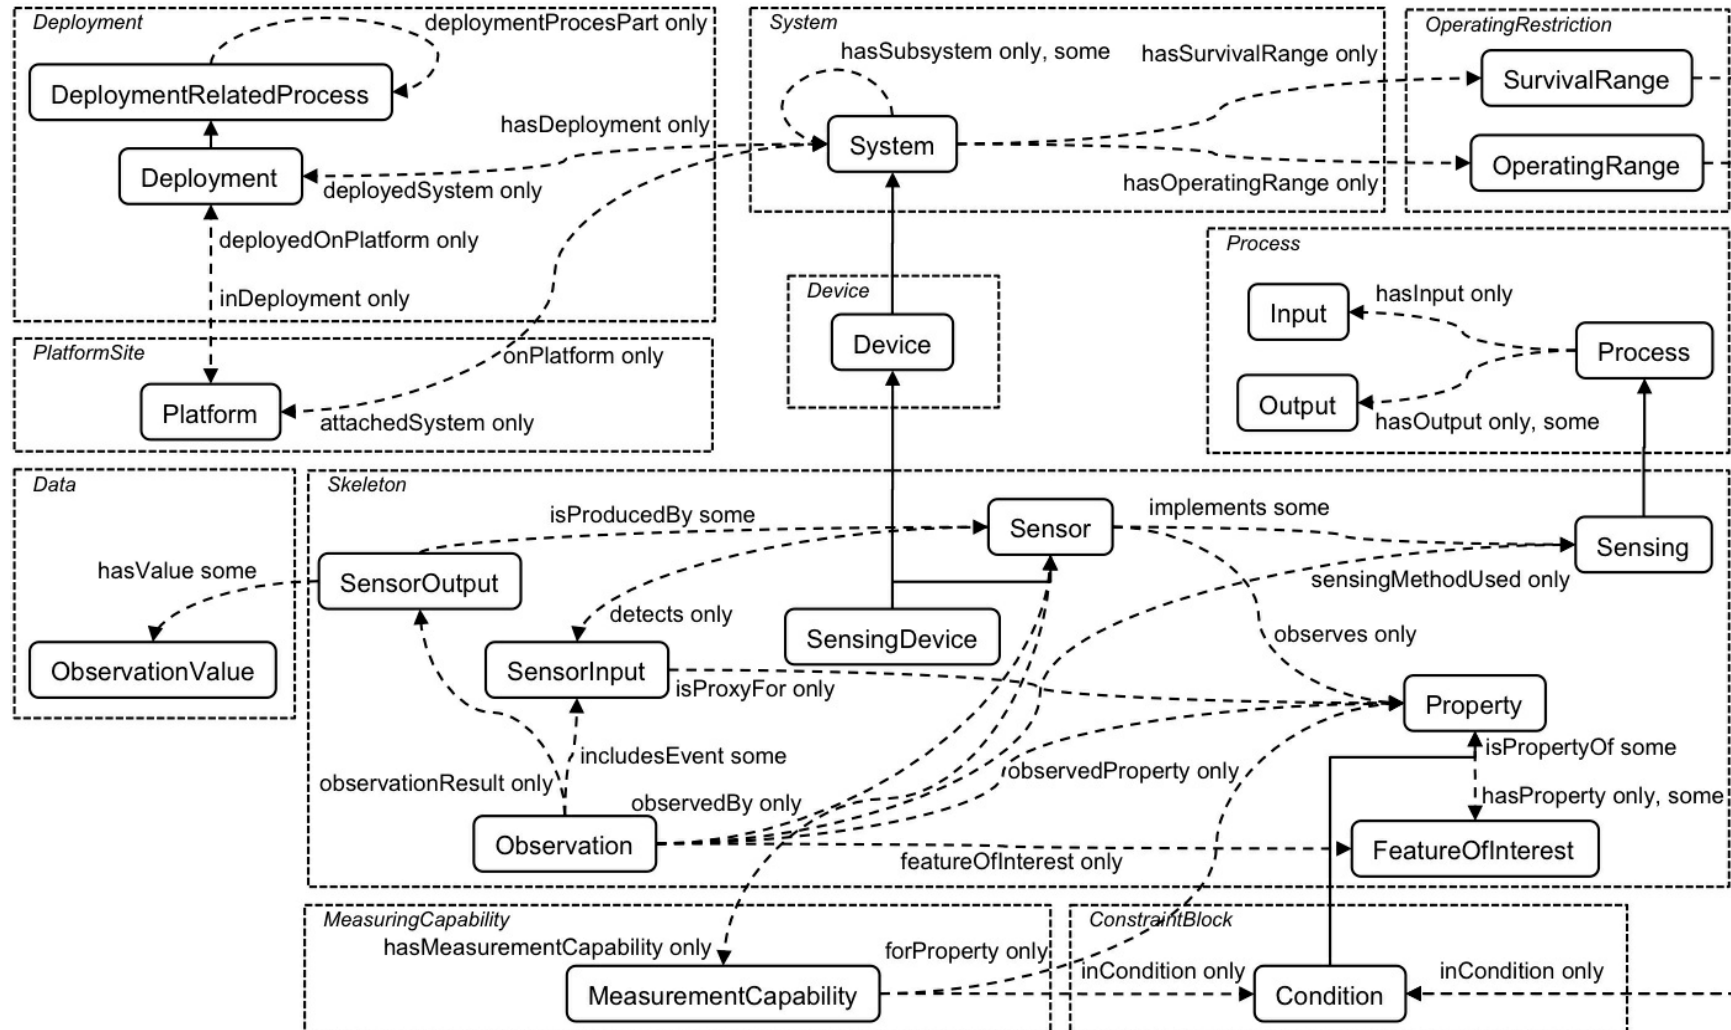 Deployment
deploymentProcesPart only
DeploymentRelatedProcess
hasDeployment only
Deployment
deployedSystem only
deployedOnPlatform only
inDeployment only
System
hasSubsystem only, some
hasSurvivalRange only
System
hasOperatingRange only
OperatingRestriction
SurvivalRange
OperatingRange
PlatformSite
onPlatform only
Platform
attachedSystem only
Device
Device
Process
hasInput only
Input
Process
Output
hasOutput only, some
Data
hasValue some
ObservationValue
Skeleton
isProducedBy some
Sensor
implements some
Sensing
SensorOutput
sensingMethodUsed only
detects only
SensingDevice
observes only
SensorInput
isProxyFor only
Property
isPropertyOf some
includesEvent some
observationResult only
observedProperty only
hasProperty only, some
observedBy only
Observation
featureOfInterest only
FeatureOfInterest
MeasuringCapability
hasMeasurementCapability only
forProperty only
MeasurementCapability
ConstraintBlock
inCondition only
Condition
inCondition only